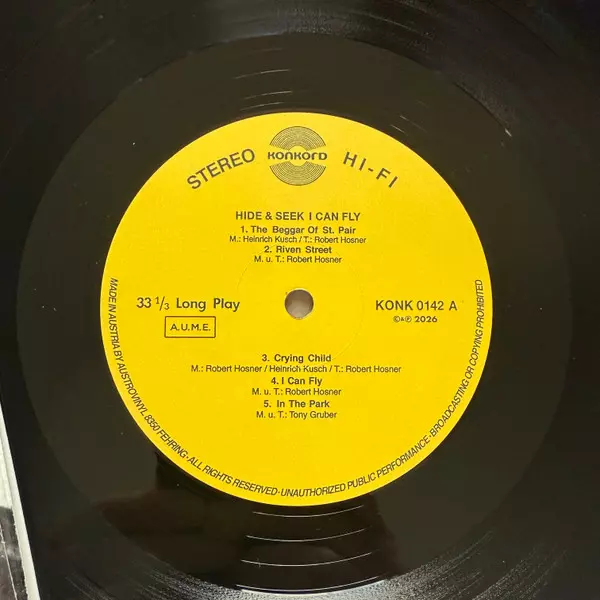 STEREO KONKORD HI-FI
HIDE & SEEK I CAN FLY
1. The Beggar Of St. Pair
M.: Heinrich Kusch / T.: Robert Hosner
2. Riven Street
M. u. T.: Robert Hosner
33 1/3 Long Play
KONK 0142 A
A.U.M.E.
©&℗ 2026
3. Crying Child
M.: Robert Hosner / Heinrich Kusch / T.: Robert Hosner
4. I Can Fly
M. u. T.: Robert Hosner
5. In The Park
M. u. T.: Tony Gruber
MADE IN AUSTRIA BY AUSTROVINYL 8350 FEHRING · ALL RIGHTS RESERVED · UNAUTHORIZED PUBLIC PERFORMANCE · BROADCASTING OR COPYING PROHIBITED